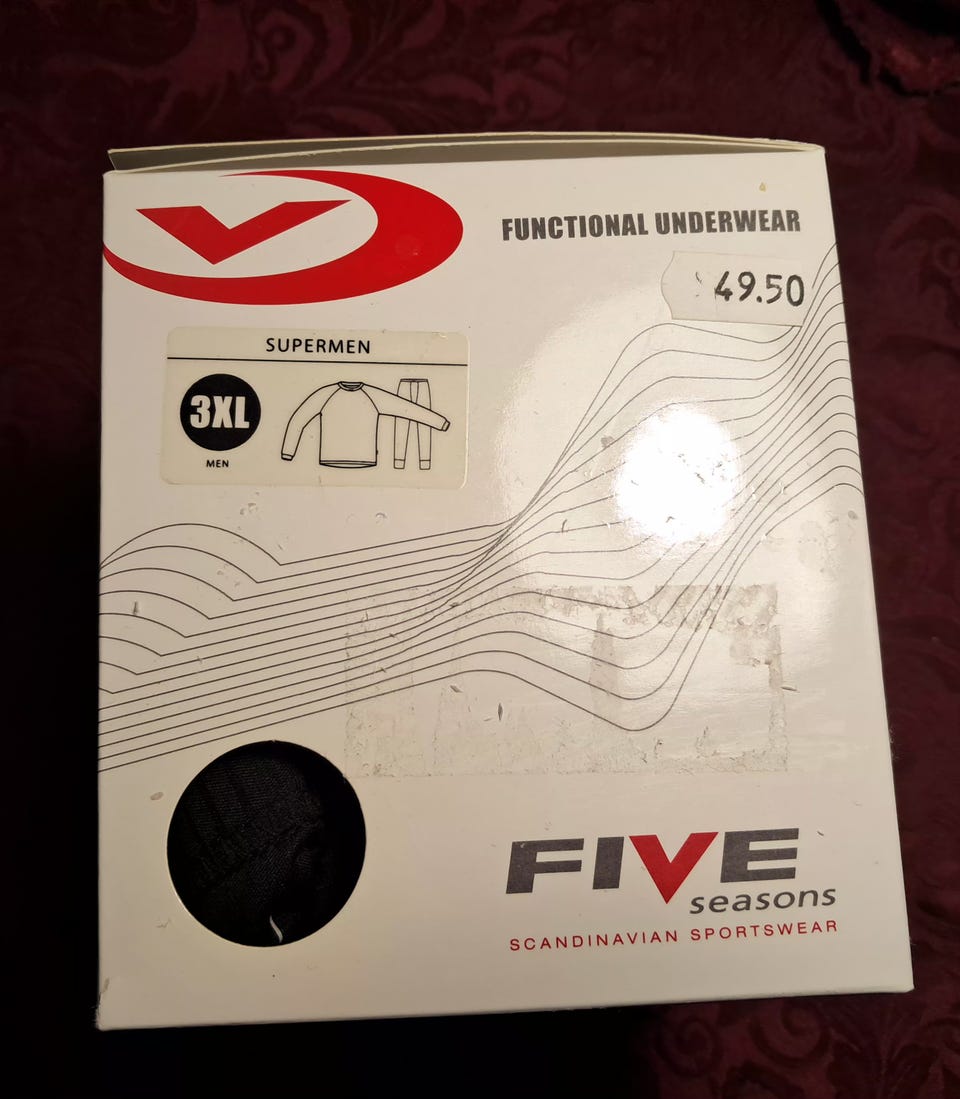 FUNCTIONAL UNDERWEAR
49.50
SUPERMEN
3XL
MEN
FIVE
seasons
SCANDINAVIAN SPORTSWEAR